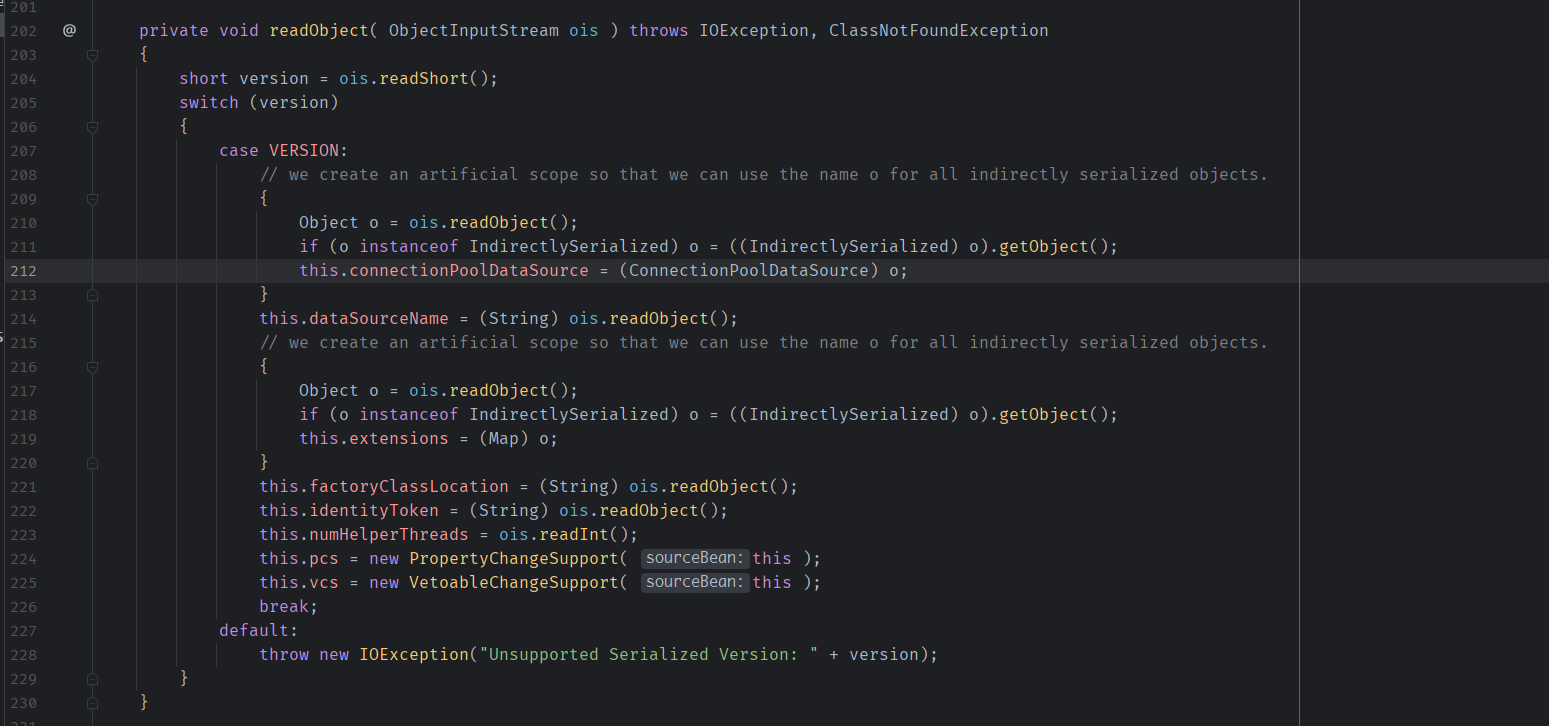 201
202 @ private void readObject( ObjectInputStream ois ) throws IOException, ClassNotFoundException
203 {
204 short version = ois.readShort();
205 switch (version)
206 {
207 case VERSION:
208 // we create an artificial scope so that we can use the name o for all indirectly serialized objects.
209 {
210 Object o = ois.readObject();
211 if (o instanceof IndirectlySerialized) o = ((IndirectlySerialized) o).getObject();
212 this.connectionPoolDataSource = (ConnectionPoolDataSource) o;
213 }
214 this.dataSourceName = (String) ois.readObject();
215 // we create an artificial scope so that we can use the name o for all indirectly serialized objects.
216 {
217 Object o = ois.readObject();
218 if (o instanceof IndirectlySerialized) o = ((IndirectlySerialized) o).getObject();
219 this.extensions = (Map) o;
220 }
221 this.factoryClassLocation = (String) ois.readObject();
222 this.identityToken = (String) ois.readObject();
223 this.numHelperThreads = ois.readInt();
224 this.pcs = new PropertyChangeSupport( sourceBean: this );
225 this.vcs = new VetoableChangeSupport( sourceBean: this );
226 break;
227 default:
228 throw new IOException("Unsupported Serialized Version: " + version);
229 }
230 }